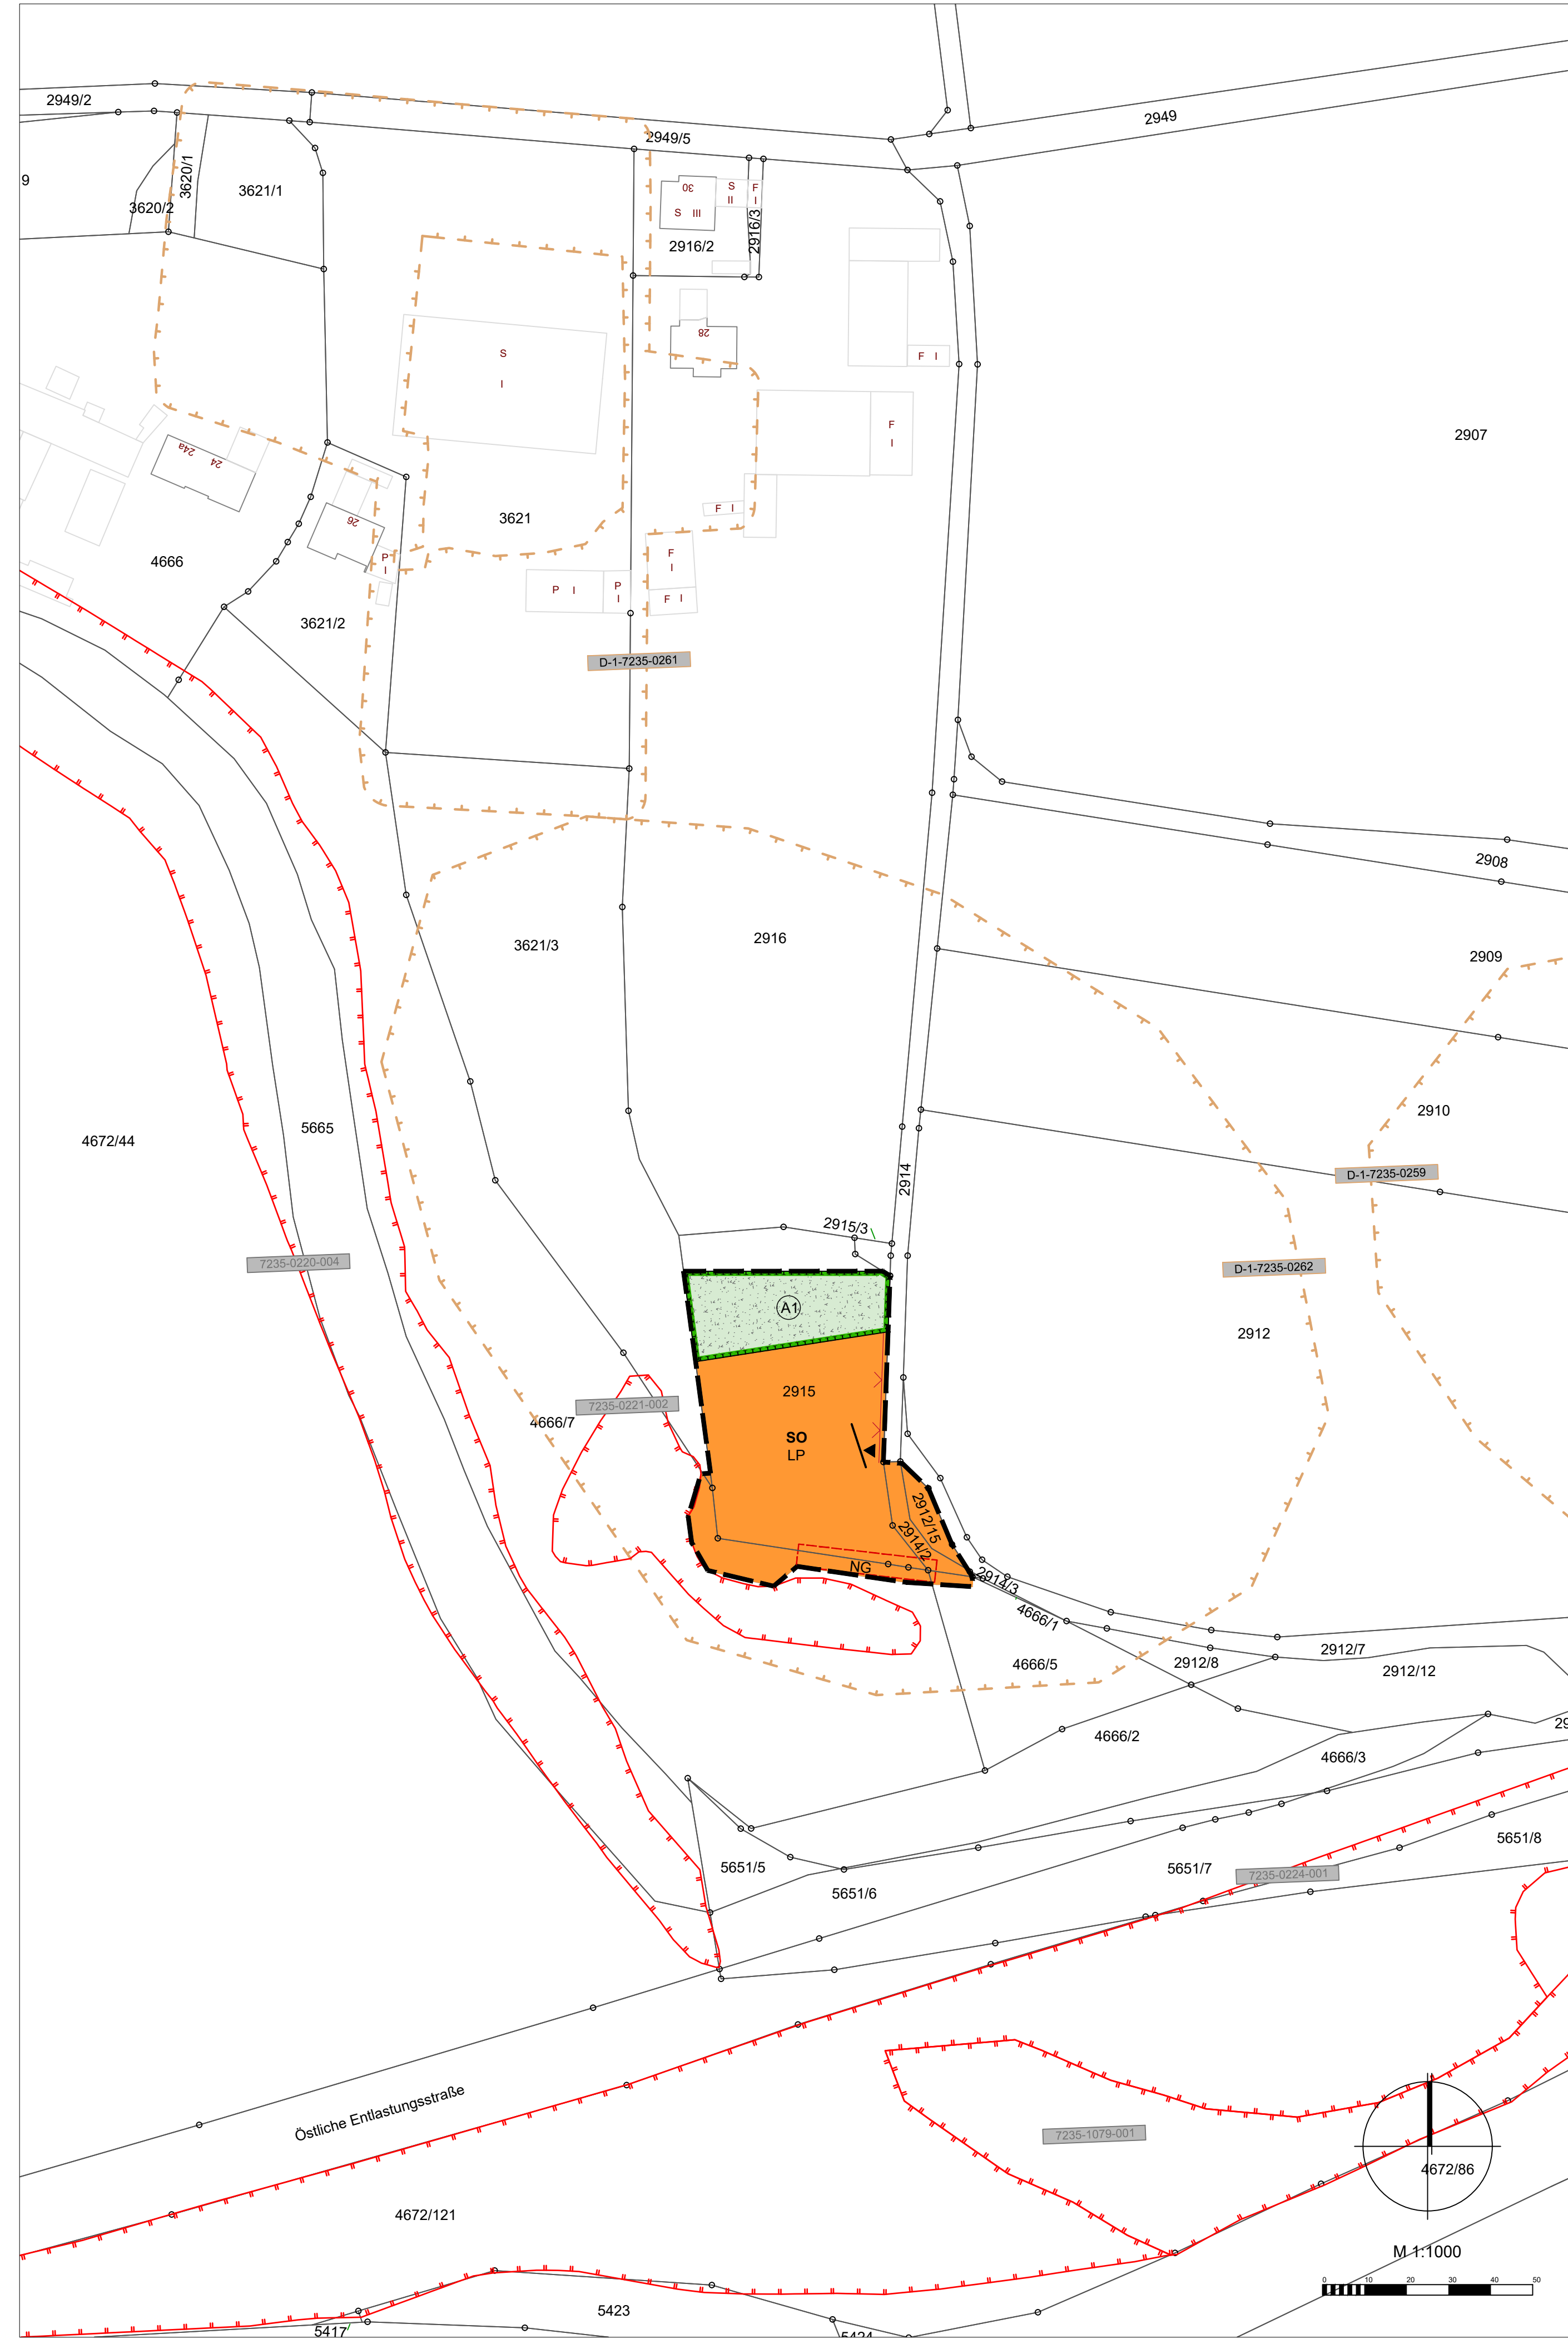 2949/2
2949/5
2949
9
3620/1
3620/2
3621/1
30
S III
S
II
F
I
2916/3
2916/2
28
F I
S
I
F
I
2907
24a
24
26
P
I
3621
F I
F
I
F I
P I
P
I
4666
3621/2
D-1-7235-0261
2908
3621/3
2916
2909
2910
5665
4672/44
D-1-7235-0259
2914
2915/3
7235-0220-004
D-1-7235-0262
A1
2912
2915
7235-0221-002
4666/7
SO
LP
2912/15
2914/2
NG
2914/3
4666/1
4666/5
2912/8
2912/7
2912/12
4666/2
29
4666/3
5651/5
5651/6
5651/7
5651/8
7235-0224-001
Östliche Entlastungsstraße
7235-1079-001
4672/86
4672/121
M 1:1000
0 10 20 30 40 50
5423
5417
5424